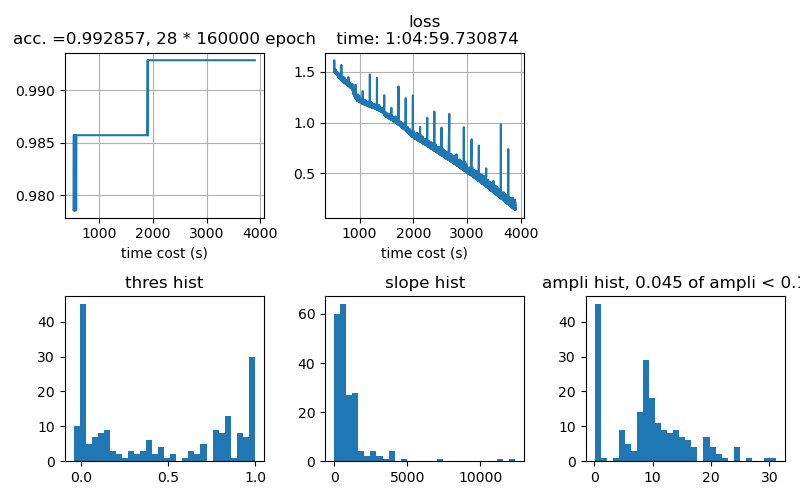 acc. =0.992857, 28 * 160000 epoch
0.990
0.985
0.980
1000 2000 3000 4000
time cost (s)
loss
time: 1:04:59.730874
1.5
1.0
0.5
1000 2000 3000 4000
time cost (s)
thres hist
40
30
20
10
0
0.0 0.5 1.0
slope hist
60
40
20
0
0 5000 10000
ampli hist, 0.045 of ampli < 0.1
40
30
20
10
0
0 10 20 30